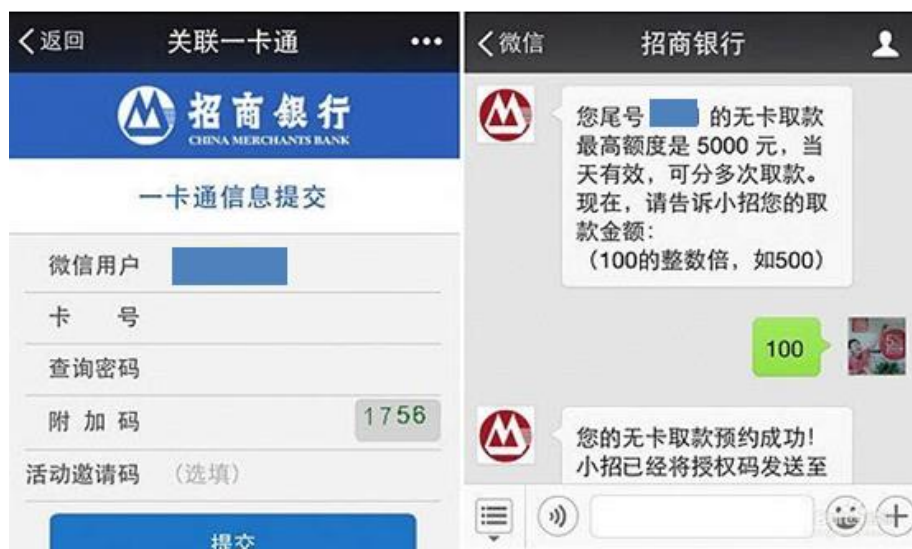 返回 关联一卡通
招商银行
CHINA MERCHANTS BANK
一卡通信息提交
微信用户
卡 号
查询密码
附 加 码 1756
活动邀请码 (选填)
提交
微信 招商银行
您尾号 的无卡取款
最高额度是 5000 元，当
天有效，可分多次取款。
现在，请告诉小招您的取
款金额：
（100的整数倍，如500）
100
您的无卡取款预约成功！
小招已经将授权码发送至